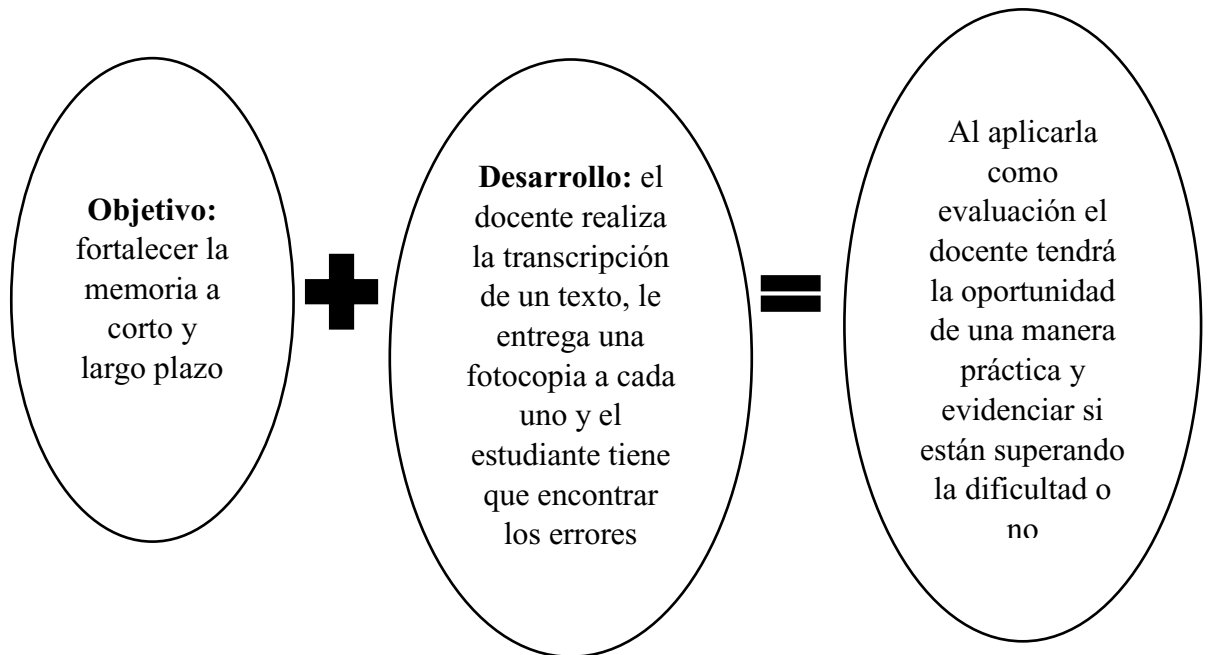 Objetivo:
fortalecer la
memoria a
corto y
largo plazo
Desarrollo: el
docente realiza
la transcripción
de un texto, le
entrega una
fotocopia a cada
uno y el
estudiante tiene
que encontrar
los errores
Al aplicarla
como
evaluación el
docente tendrá
la oportunidad
de una manera
práctica y
evidenciar si
están superando
la dificultad o
no